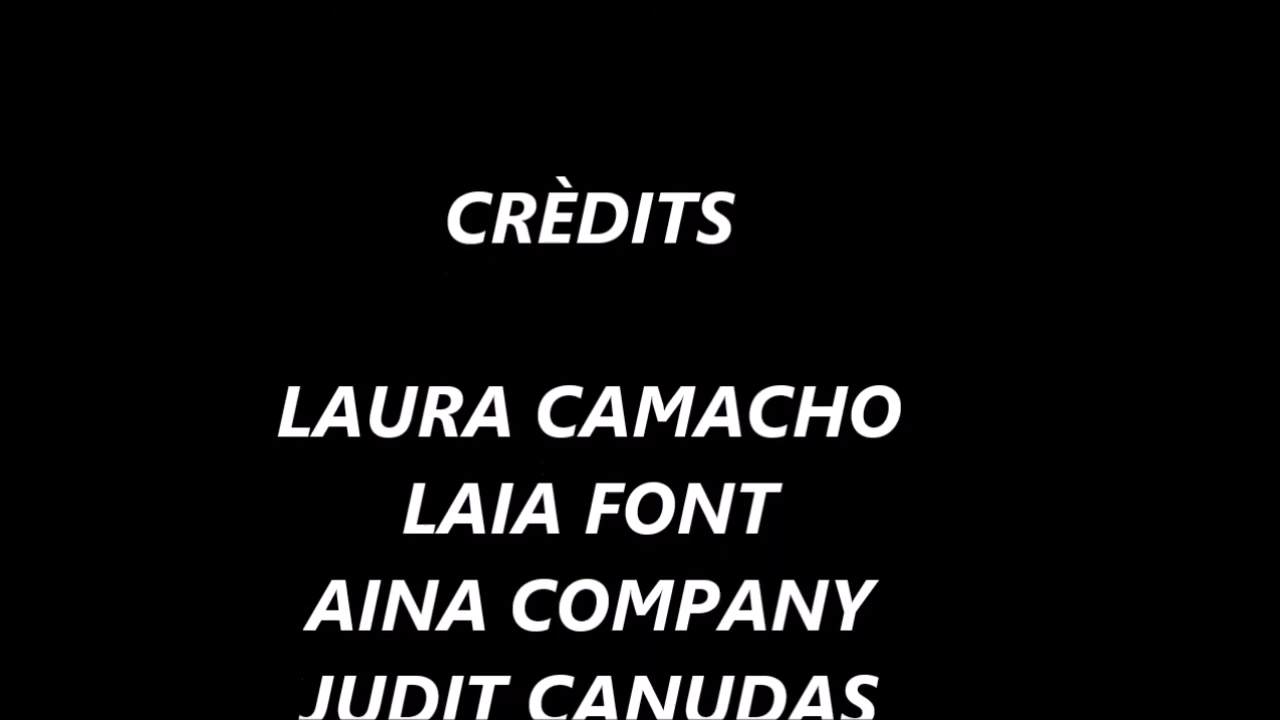 CRÈDITS
LAURA CAMACHO
LAIA FONT
AINA COMPANY
JUDIT CANUDAS